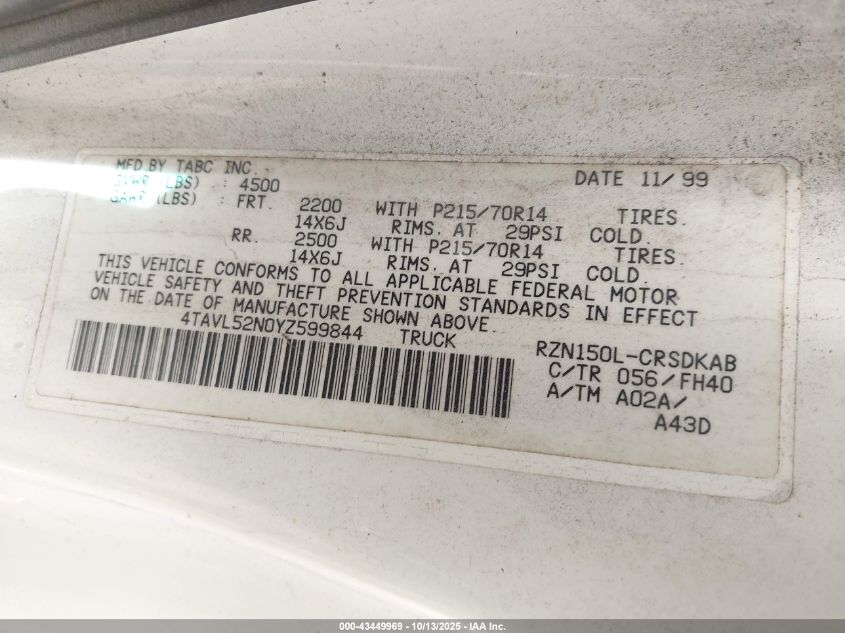 MFD.BY TABC INC. DATE 11/99
GVWR(LBS) : 4500
GAWR(LBS) : FRT. 2200 WITH P215/70R14 TIRES.
14X6J RIMS. AT 29PSI COLD.
RR. 2500 WITH P215/70R14 TIRES.
14X6J RIMS. AT 29PSI COLD.
THIS VEHICLE CONFORMS TO ALL APPLICABLE FEDERAL MOTOR
VEHICLE SAFETY AND THEFT PREVENTION STANDARDS IN EFFECT
ON THE DATE OF MANUFACTURE SHOWN ABOVE.
4TAVL52N0YZ599844 TRUCK
RZN150L-CRSDKAB
C/TR 056/FH40
A/TM A02A/
A43D
000-43449969 - 10/13/2025 - IAA Inc.